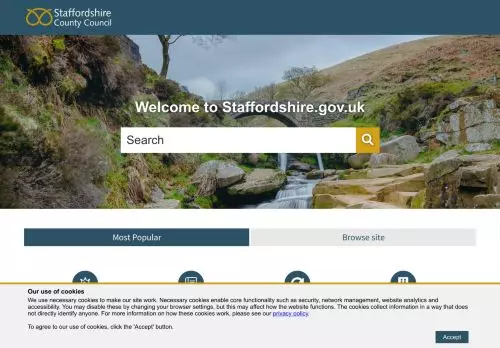 Staffordshire
County Council
Welcome to Staffordshire.gov.uk
Search
Most Popular
Browse site
Our use of cookies
We use necessary cookies to make our site work. Necessary cookies enable core functionality such as security, network management, website analytics and
accessibility. You may disable these by changing your browser settings, but this may affect how the website functions. The cookies collect information in a way that does
not directly identify anyone. For more information on how these cookies work, please see our privacy policy.
To agree to our use of cookies, click the 'Accept' button.
Accept